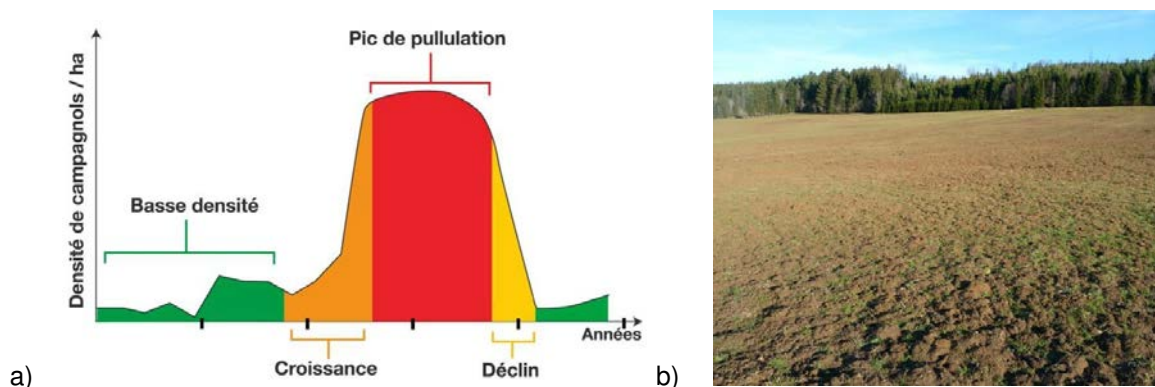 Pic de pullulation
Densité de campagnols / ha
Basse densité
Années
Croissance
Déclin
a)
b)